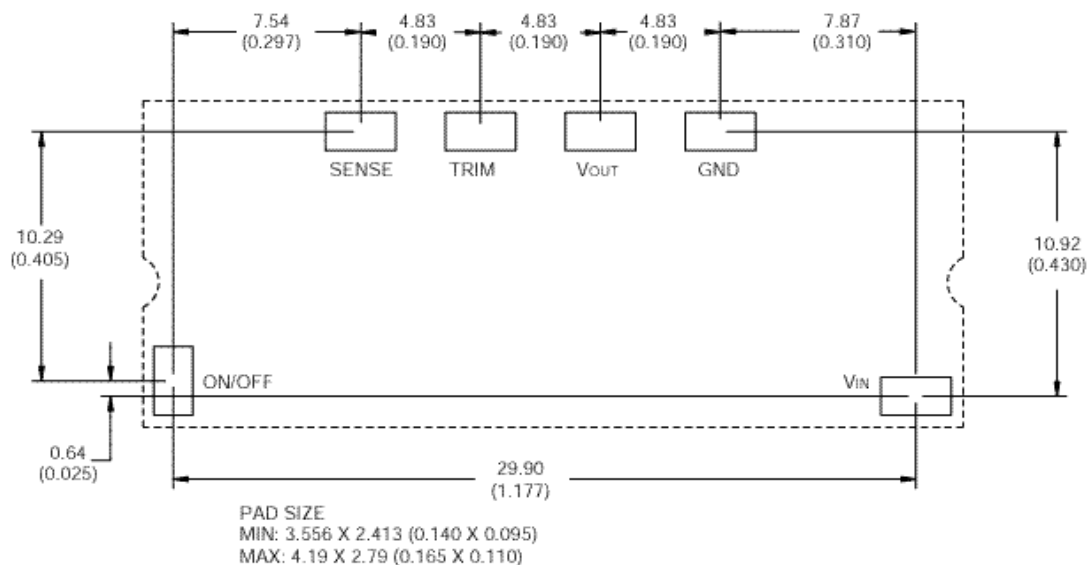 7.54
(0.297)
4.83
(0.190)
4.83
(0.190)
4.83
(0.190)
7.87
(0.310)
SENSE
TRIM
VOUT
GND
10.29
(0.405)
10.92
(0.430)
ON/OFF
VIN
0.64
(0.025)
29.90
(1.177)
PAD SIZE
MIN: 3.556 X 2.413 (0.140 X 0.095)
MAX: 4.19 X 2.79 (0.165 X 0.110)